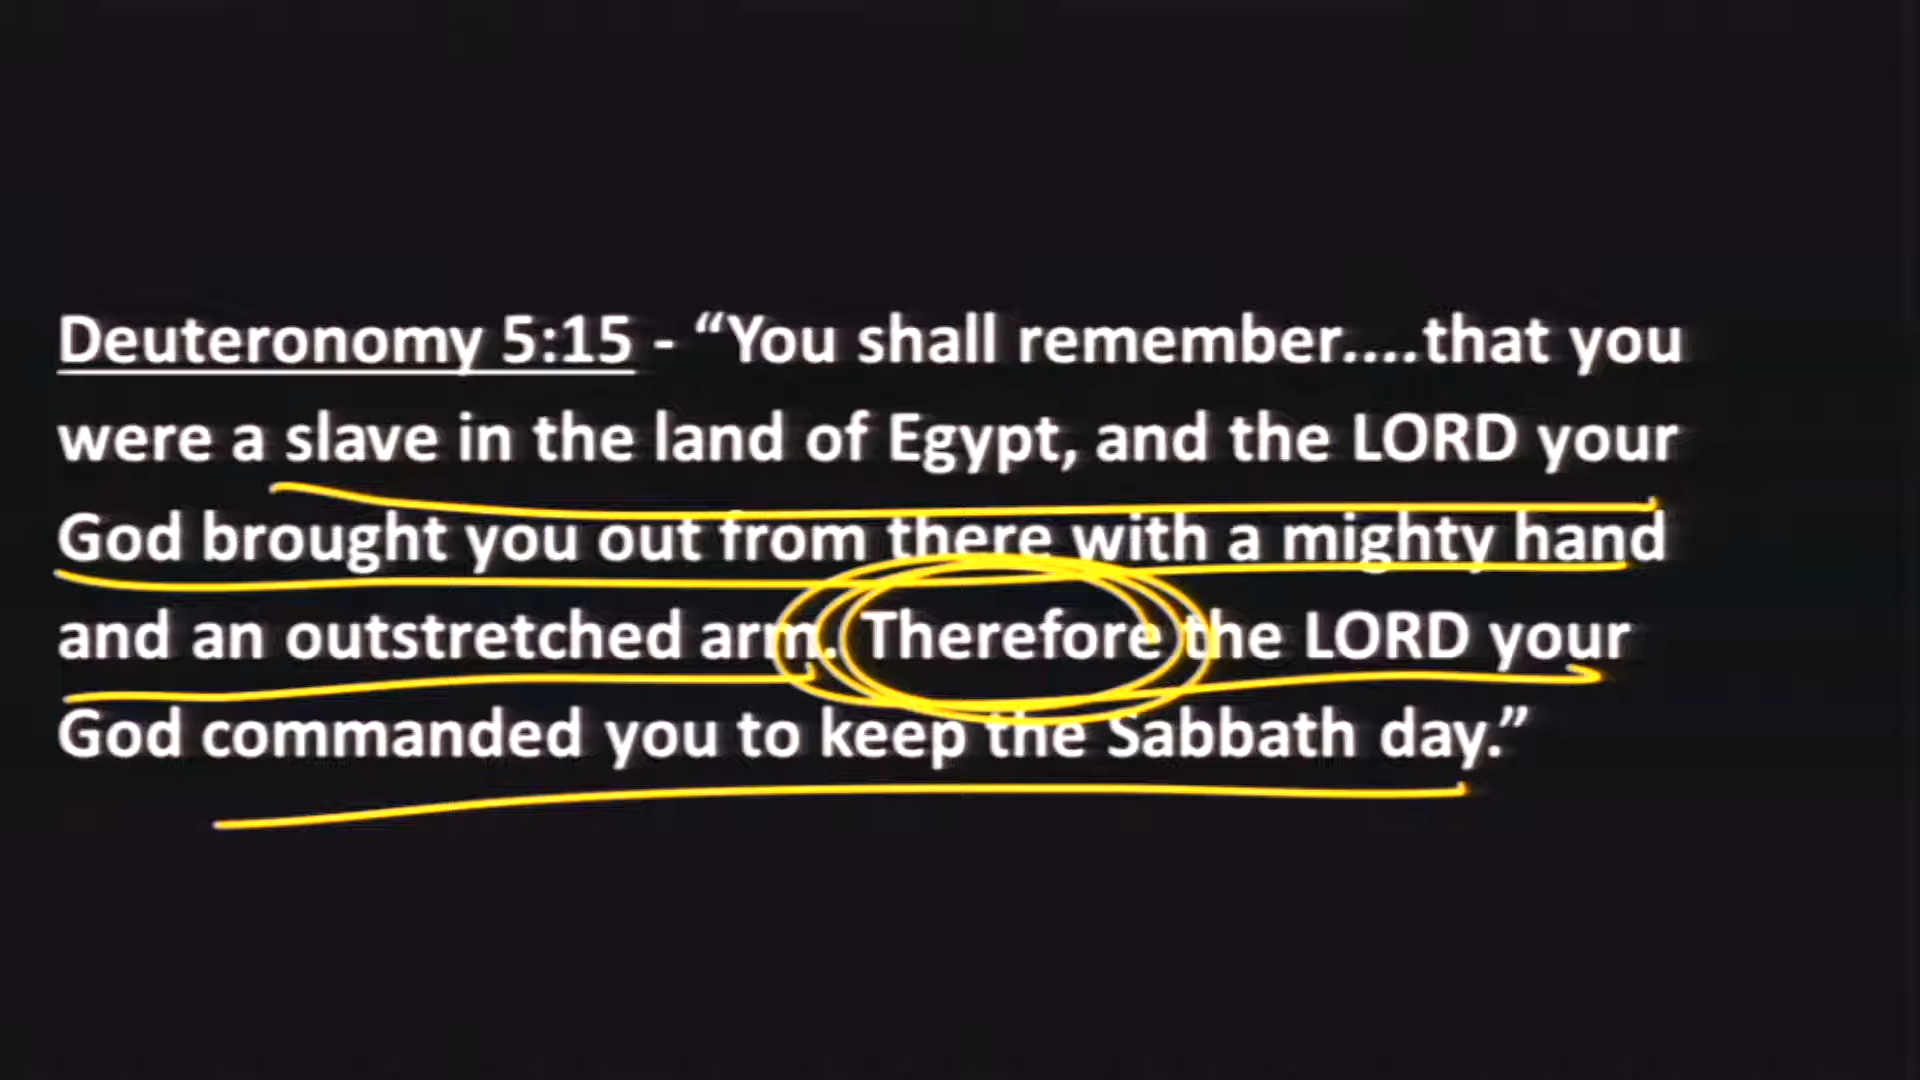 Deuteronomy 5:15 - “You shall remember....that you
were a slave in the land of Egypt, and the LORD your
God brought you out from there with a mighty hand
and an outstretched arm. Therefore the LORD your
God commanded you to keep the Sabbath day.”